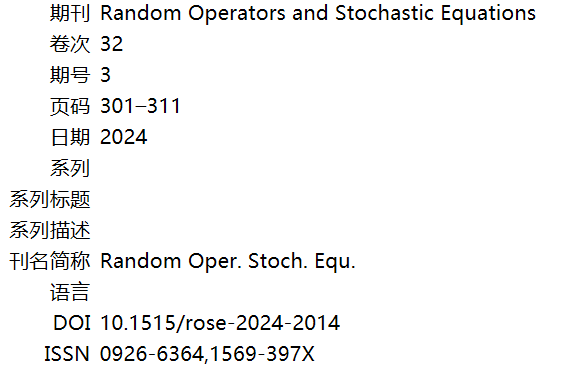 期刊 Random Operators and Stochastic Equations
卷次 32
期号 3
页码 301–311
日期 2024
系列
系列标题
系列描述
刊名简称 Random Oper. Stoch. Equ.
语言
DOI 10.1515/rose-2024-2014
ISSN 0926-6364,1569-397X